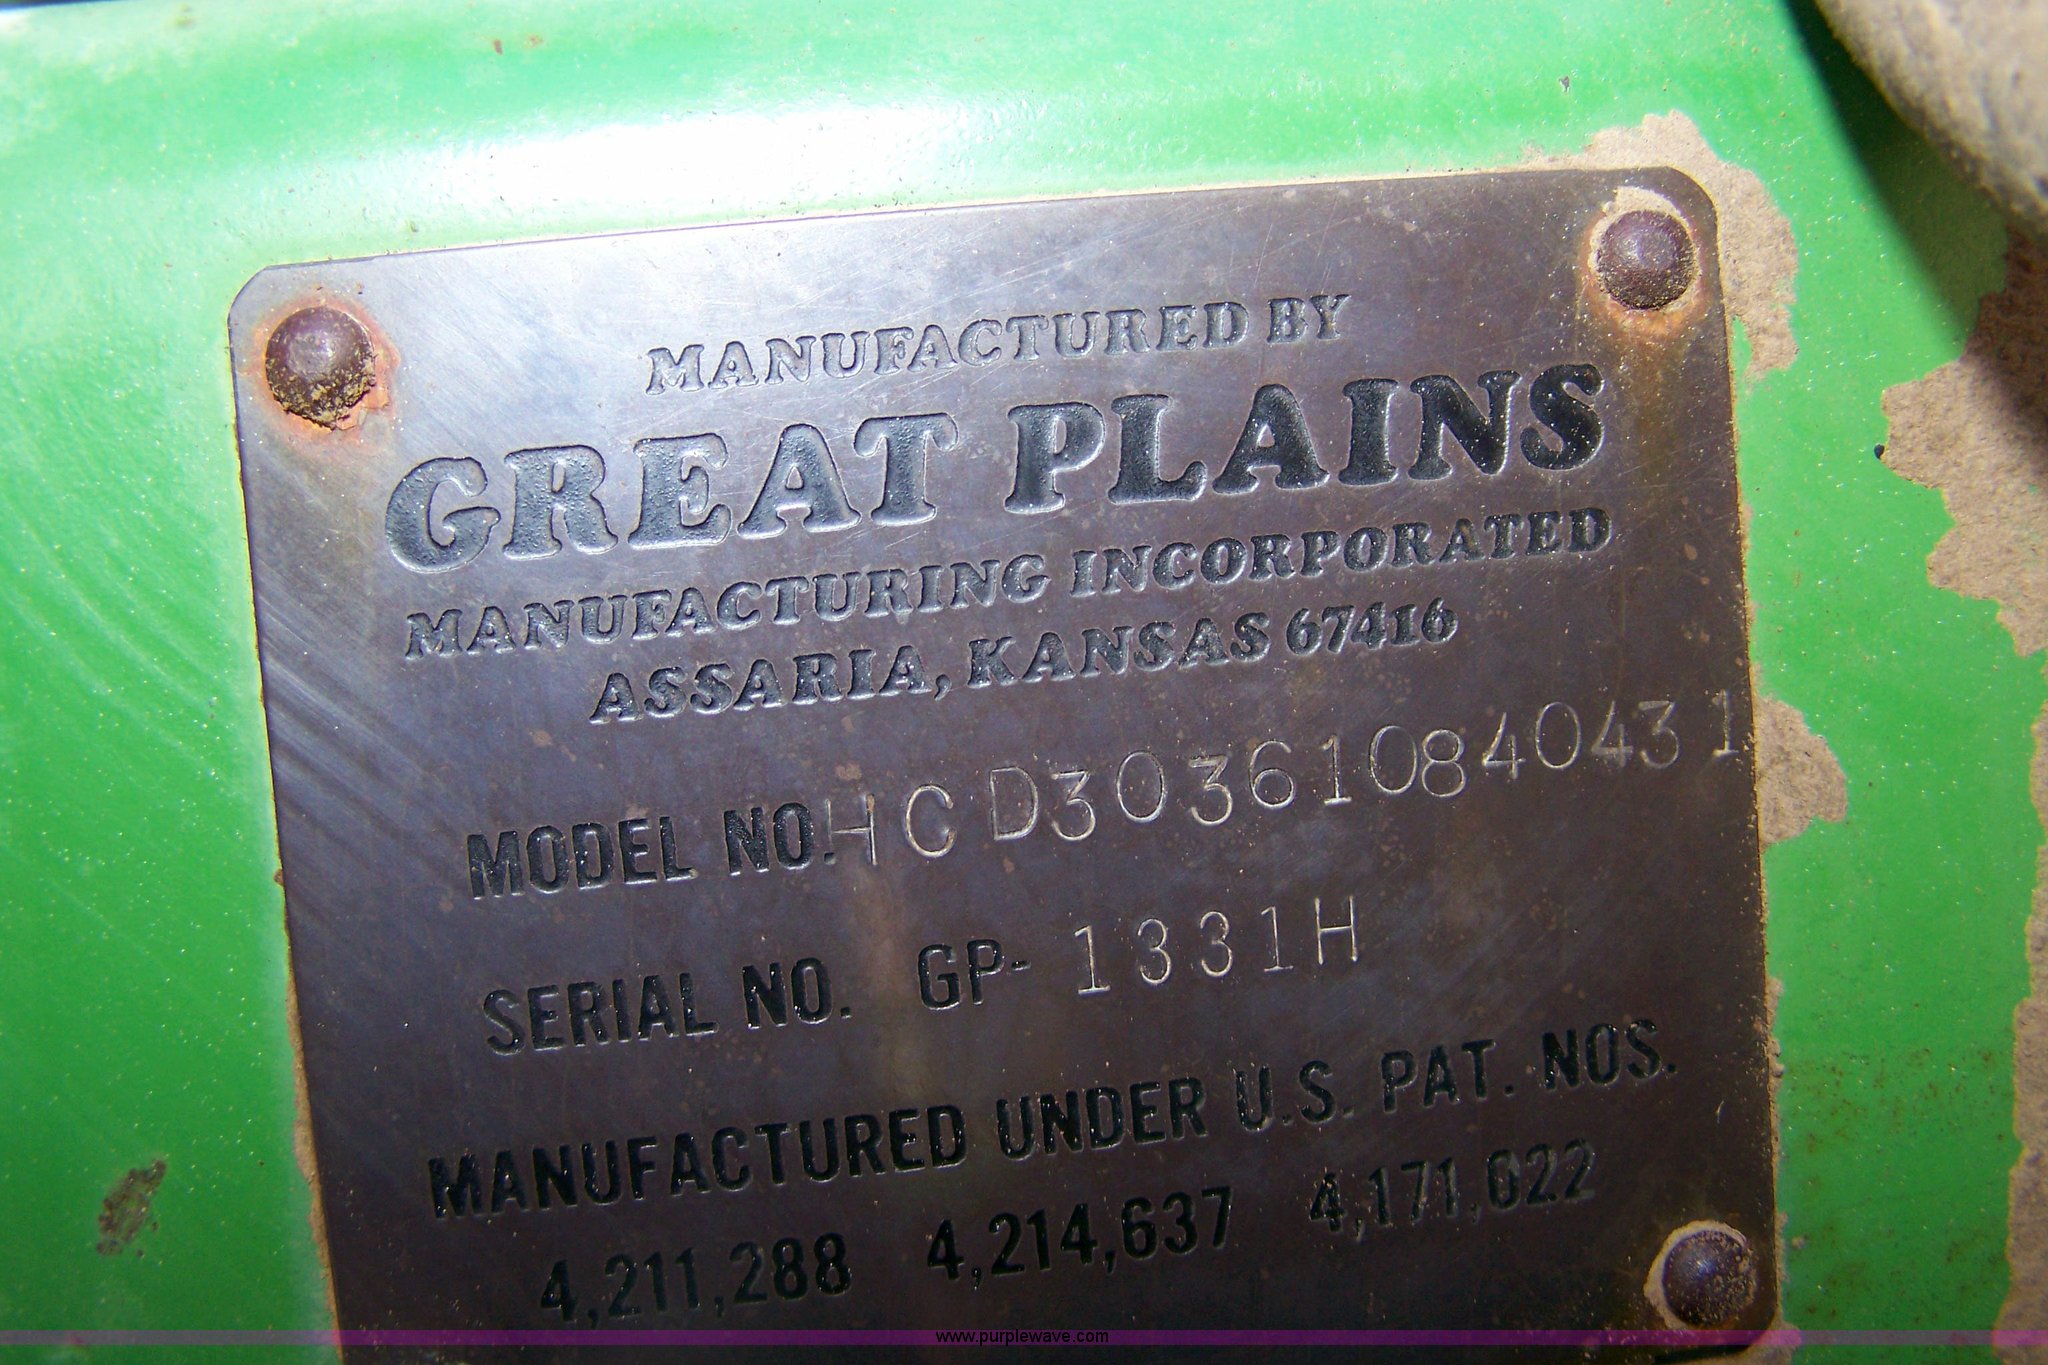 MANUFACTURED BY
GREAT PLAINS
MANUFACTURING INCORPORATED
ASSARIA, KANSAS 67416
MODEL NO. HCD30361084043 1
SERIAL NO. GP- 1331H
MANUFACTURED UNDER U.S. PAT. NOS.
4,211,288 4,214,637 4,171,022
www.purplewave.com